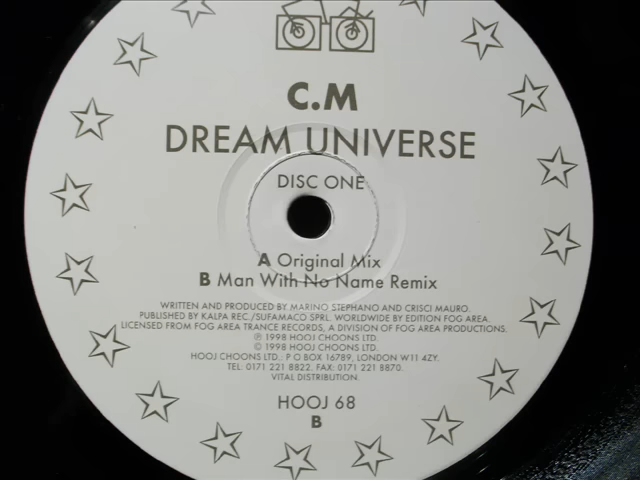 C.M
DREAM UNIVERSE
DISC ONE
A Original Mix
B Man With No Name Remix
WRITTEN AND PRODUCED BY MARINO STEPHANO AND CRISCI MAURO.
PUBLISHED BY KALPA REC./SUFAMACO SPRL. WORLDWIDE BY EDITION FOG AREA.
LICENSED FROM FOG AREA TRANCE RECORDS, A DIVISION OF FOG AREA PRODUCTIONS.
℗ 1998 HOOJ CHOONS LTD.
© 1998 HOOJ CHOONS LTD.
HOOJ CHOONS LTD.: P O BOX 16789, LONDON W11 4ZY.
TEL: 0171 221 8822. FAX: 0171 221 8870.
VITAL DISTRIBUTION.
HOOJ 68
B